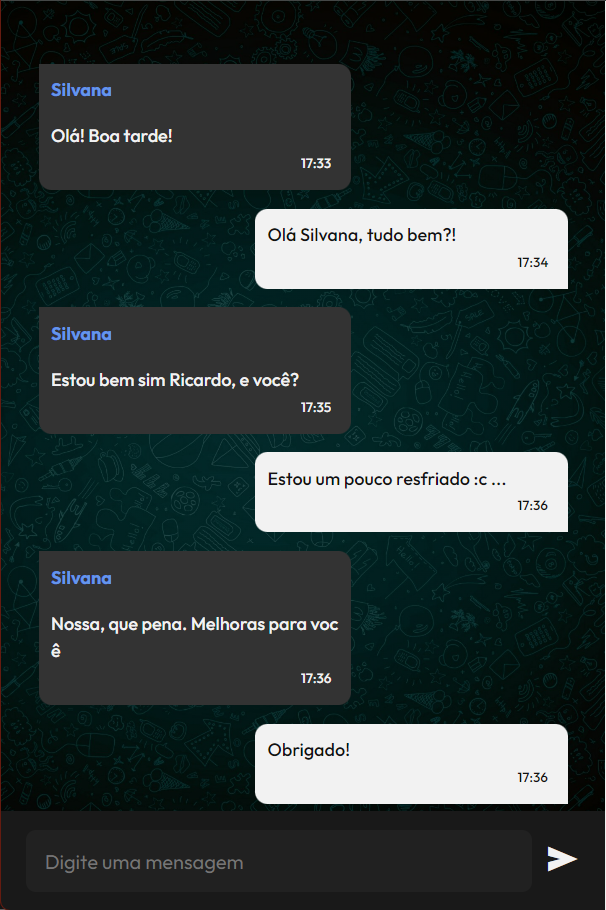 Silvana
Olá! Boa tarde!
17:33
Olá Silvana, tudo bem?!
17:34
Silvana
Estou bem sim Ricardo, e você?
17:35
Estou um pouco resfriado :c ...
17:36
Silvana
Nossa, que pena. Melhoras para voc
ê
17:36
Obrigado!
17:36
Digite uma mensagem